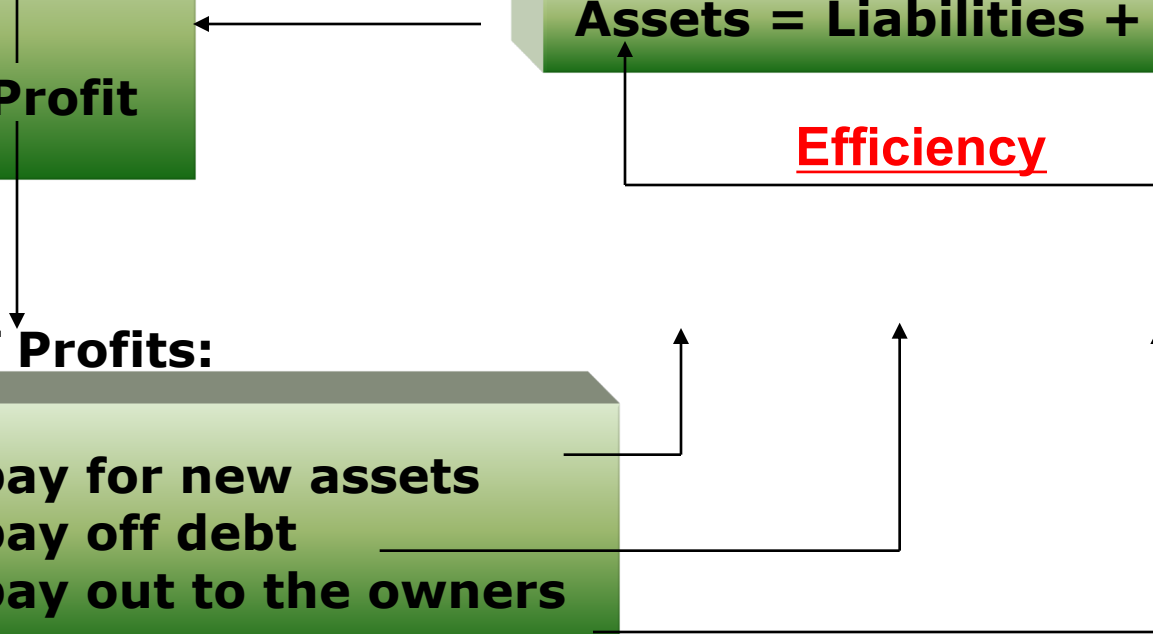 Assets = Liabilities +
Profit
Efficiency
Profits:
pay for new assets
pay off debt
pay out to the owners